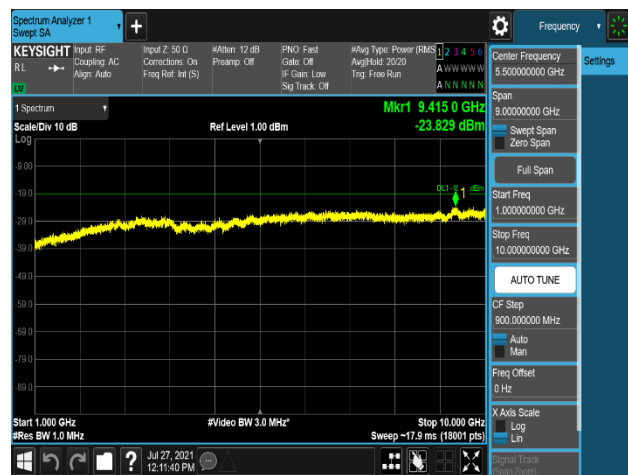 Spectrum Analyzer 1
Swept SA
+
Frequency
KEYSIGHT
RL
Input: RF
Coupling: AC
Align: Auto
Input Z: 50 Ω
Corrections: On
Freq Ref: Int (S)
#Atten: 12 dB
Preamp: Off
PNO: Fast
Gate: Off
IF Gain: Low
Sig Track: Off
#Avg Type: Power (RMS
Avg|Hold: 20/20
Trig: Free Run
1 2 3 4 5 6
A W W W W W
A N N N N N
1 Spectrum
Scale/Div 10 dB
Ref Level 1.00 dBm
Mkr1 9.415 0 GHz
-23.829 dBm
Log
-9.00
-19.0
-29.0
-39.0
-49.0
-59.0
-69.0
-79.0
-89.0
1
dBm
Start 1.000 GHz
#Res BW 1.0 MHz
#Video BW 3.0 MHz*
Stop 10.000 GHz
Sweep ~17.9 ms (18001 pts)
Center Frequency
5.500000000 GHz
Settings
Span
9.00000000 GHz
Swept Span
Zero Span
Full Span
Start Freq
1.000000000 GHz
Stop Freq
10.000000000 GHz
AUTO TUNE
CF Step
900.000000 MHz
Auto
Man
Freq Offset
0 Hz
X Axis Scale
Log
Lin
Signal Track
(Span Zoom)
?
Jul 27, 2021
12:11:40 PM